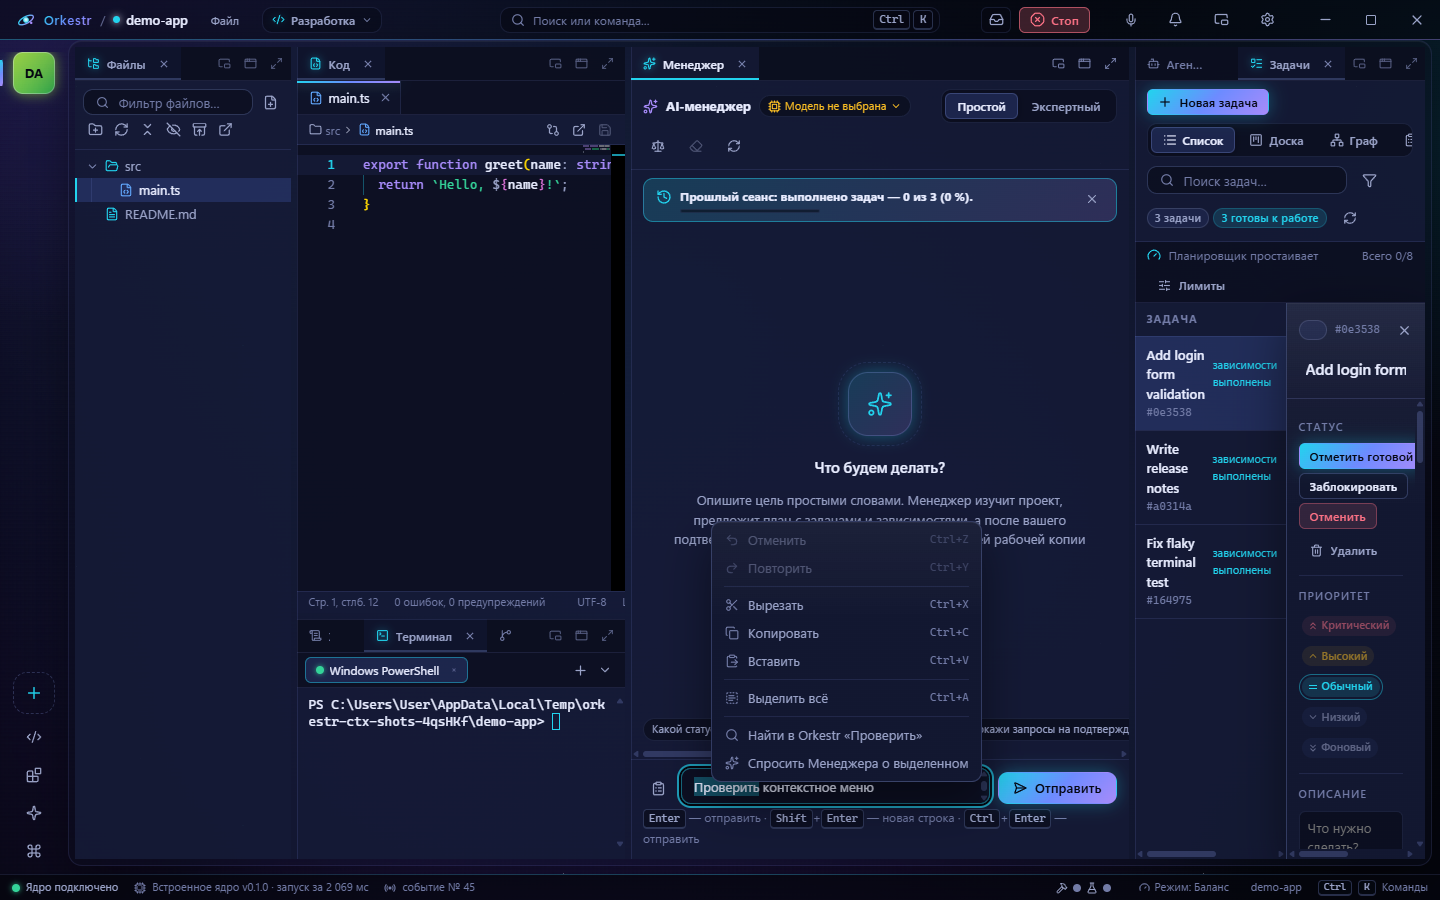 Orkestr / demo-app Файл Разработка Поиск или команда... Ctrl K Стоп
DA
Файлы
Фильтр файлов...
src
main.ts
README.md
Код
main.ts
src > main.ts
1 export function greet(name: strin
2 return `Hello, ${name}!`;
3 }
4
Стр. 1, стлб. 12 0 ошибок, 0 предупреждений UTF-8
Терминал
Windows PowerShell
PS C:\Users\User\AppData\Local\Temp\ork
estr-ctx-shots-4qsHKf\demo-app>
Менеджер
AI-менеджер Модель не выбрана Простой Экспертный
Прошлый сеанс: выполнено задач — 0 из 3 (0 %).
Что будем делать?
Опишите цель простыми словами. Менеджер изучит проект,
предложит план с задачами и зависимостями, а после вашего
подтве ей рабочей копии
Отменить Ctrl+Z
Повторить Ctrl+Y
Вырезать Ctrl+X
Копировать Ctrl+C
Вставить Ctrl+V
Выделить всё Ctrl+A
Найти в Orkestr «Проверить»
Спросить Менеджера о выделенном
Какой стату кажи запросы на подтвержд
Проверить контекстное меню
Отправить
Enter — отправить · Shift + Enter — новая строка · Ctrl + Enter —
отправить
Аген... Задачи
Новая задача
Список Доска Граф
Поиск задач...
3 задачи 3 готовы к работе
Планировщик простаивает Всего 0/8
Лимиты
ЗАДАЧА
Add login
form
validation
#0e3538
зависимости
выполнены
Write
release
notes
#a0314a
зависимости
выполнены
Fix flaky
terminal
test
#164975
зависимости
выполнены
#0e3538
Add login form
СТАТУС
Отметить готовой
Заблокировать
Отменить
Удалить
ПРИОРИТЕТ
Критический
Высокий
Обычный
Низкий
Фоновый
ОПИСАНИЕ
Что нужно
сделать?
Ядро подключено Встроенное ядро v0.1.0 · запуск за 2 069 мс событие № 45 Режим: Баланс demo-app Ctrl K Команды